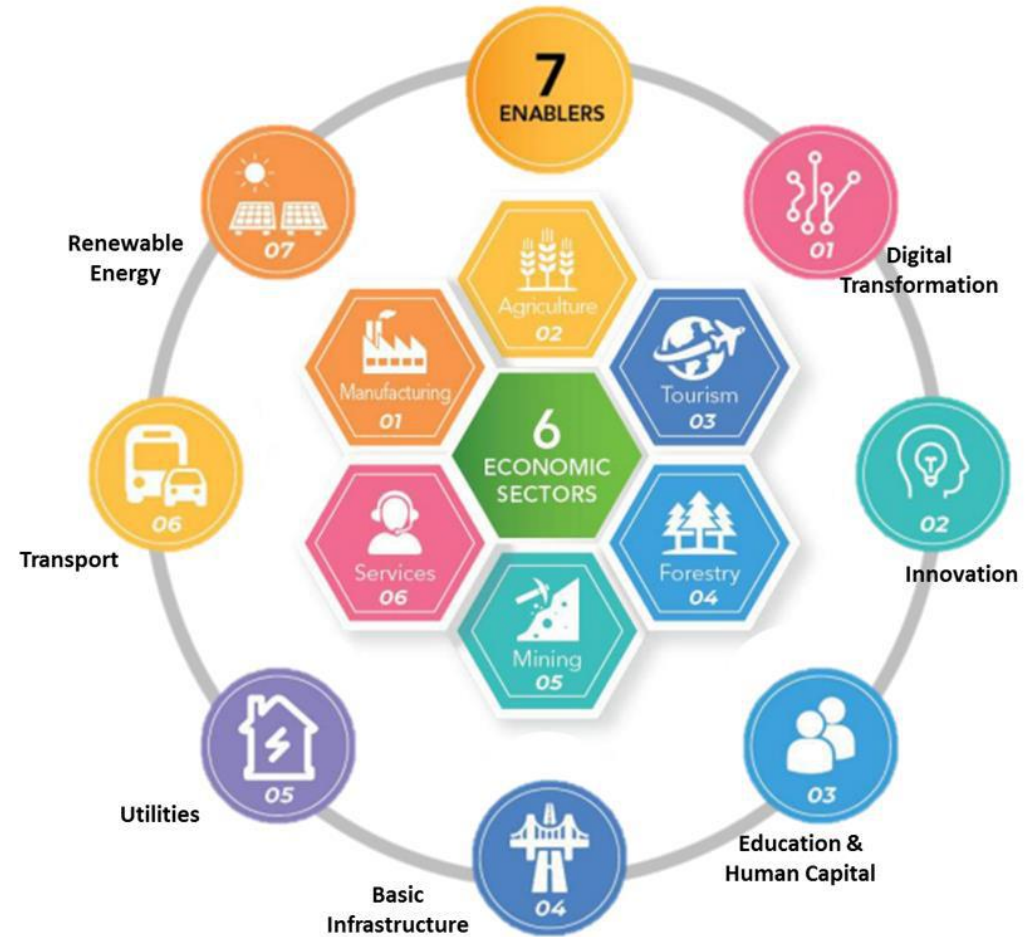 7
ENABLERS
01
Digital
Transformation
02
Innovation
03
Education &
Human Capital
04
Basic
Infrastructure
05
Utilities
06
Transport
07
Renewable
Energy
6
ECONOMIC
SECTORS
Manufacturing
01
Agriculture
02
Tourism
03
Forestry
04
Mining
05
Services
06